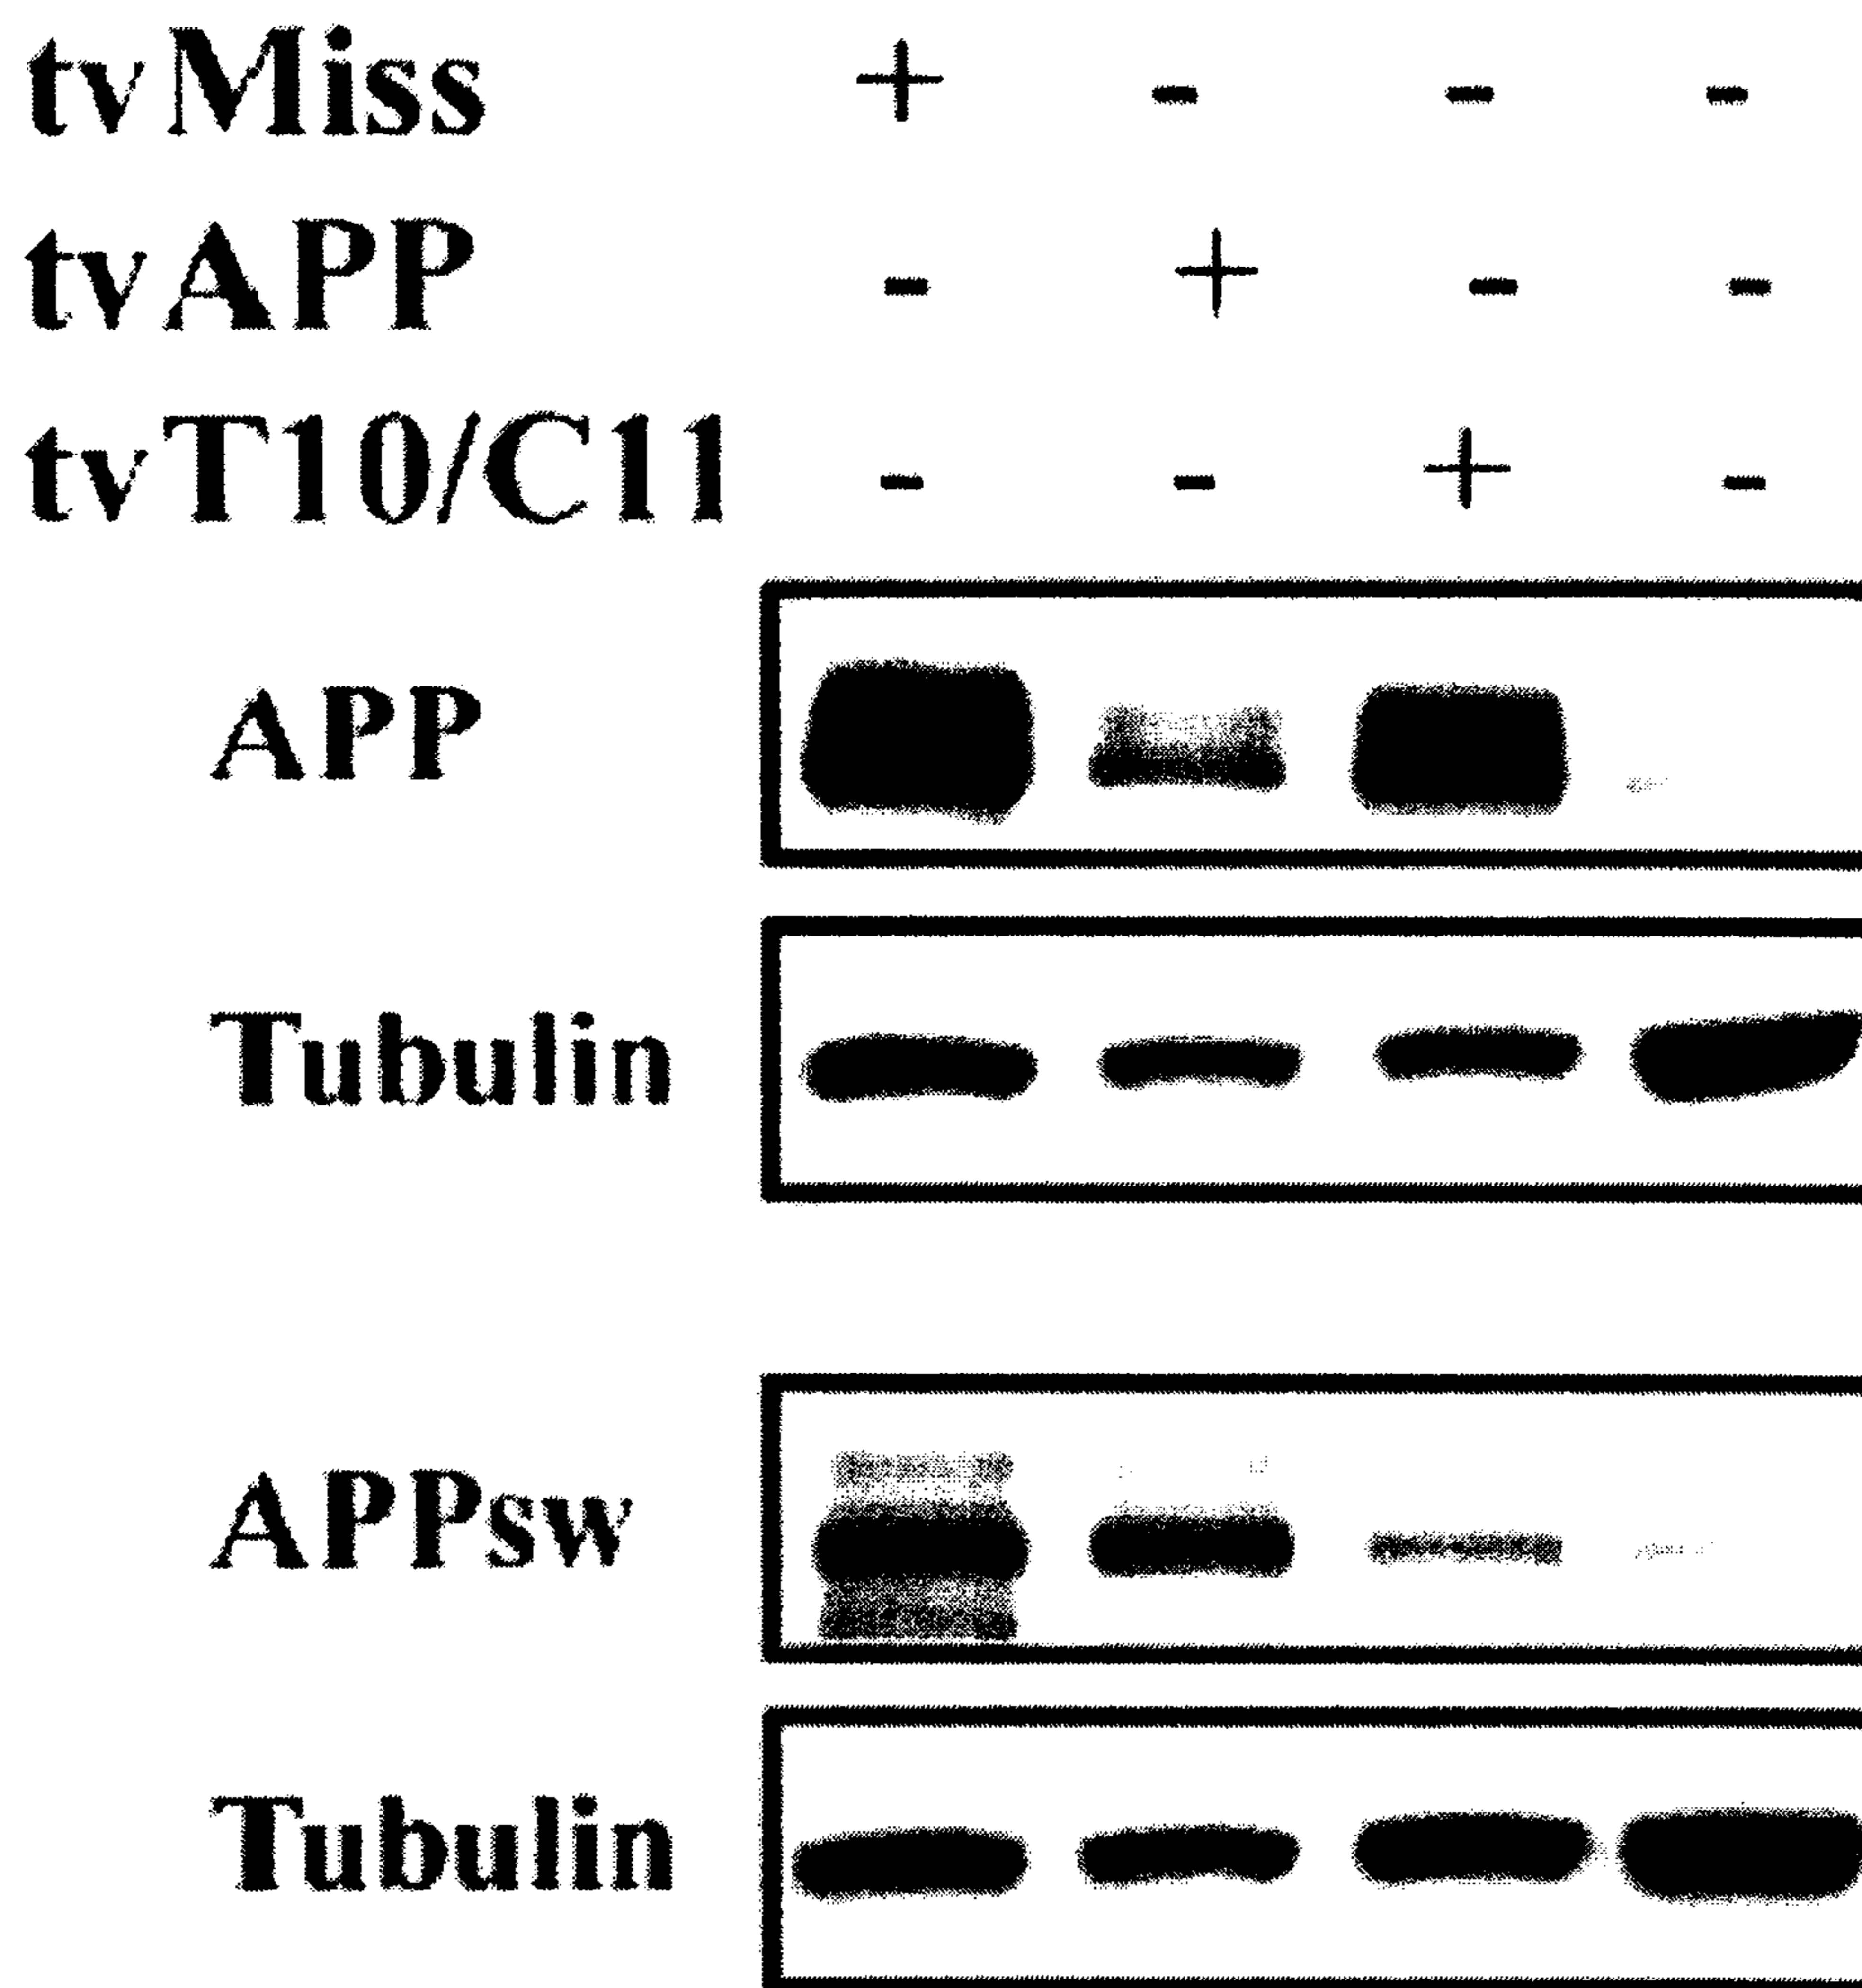 tvMiss + - - -
tvAPP - + - -
tvT10/C11 - - + -
APP
Tubulin
APPsw
Tubulin